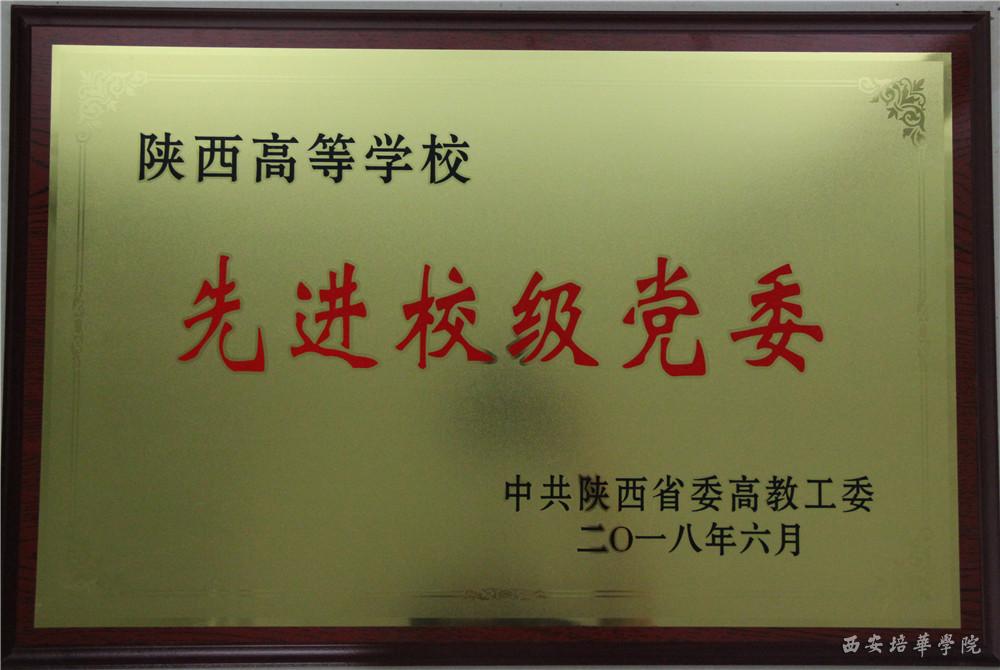 陕西高等学校
先进校级党委
中共陕西省委高教工委
二〇一八年六月
西安培華學院